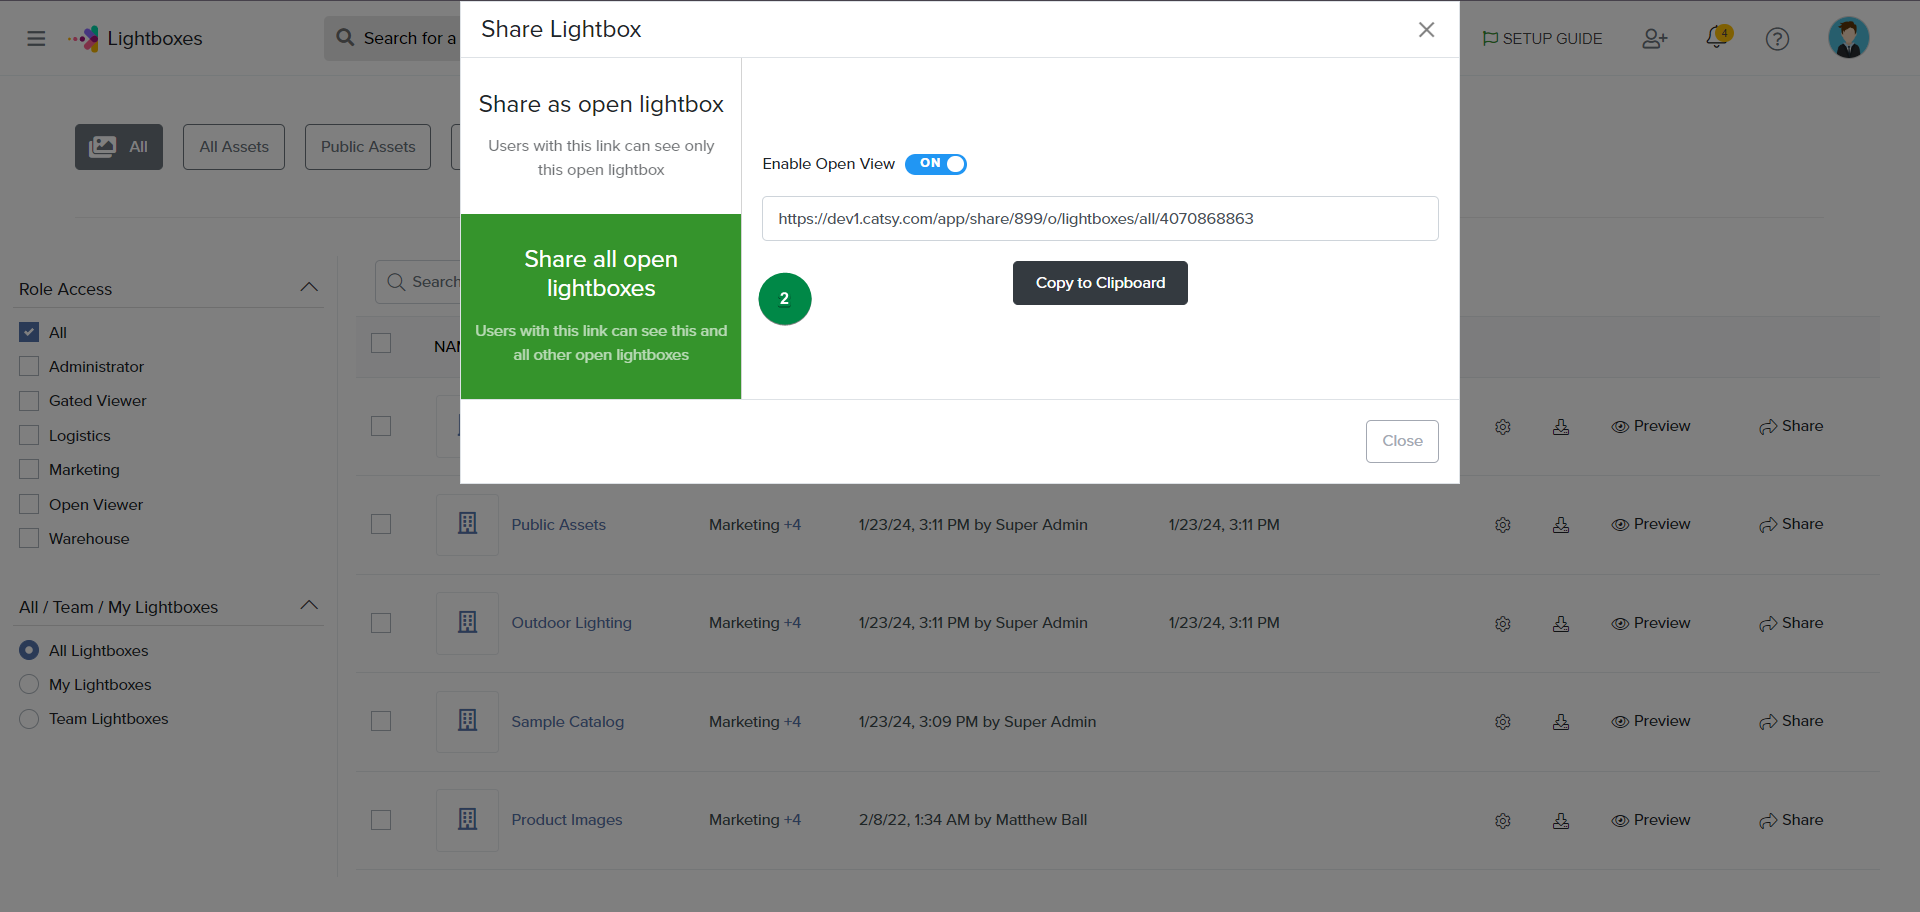 Lightboxes
Search for a
Share Lightbox
SETUP GUIDE
4
?
All
All Assets
Public Assets
Share as open lightbox
Users with this link can see only
this open lightbox
Share all open
lightboxes
Users with this link can see this and
all other open lightboxes
Enable Open View
ON
https://dev1.catsy.com/app/share/899/o/lightboxes/all/4070868863
2
Copy to Clipboard
Close
Role Access
All
Administrator
Gated Viewer
Logistics
Marketing
Open Viewer
Warehouse
All / Team / My Lightboxes
All Lightboxes
My Lightboxes
Team Lightboxes
Search
Preview Share
Public Assets Marketing +4 1/23/24, 3:11 PM by Super Admin 1/23/24, 3:11 PM Preview Share
Outdoor Lighting Marketing +4 1/23/24, 3:11 PM by Super Admin 1/23/24, 3:11 PM Preview Share
Sample Catalog Marketing +4 1/23/24, 3:09 PM by Super Admin Preview Share
Product Images Marketing +4 2/8/22, 1:34 AM by Matthew Ball Preview Share